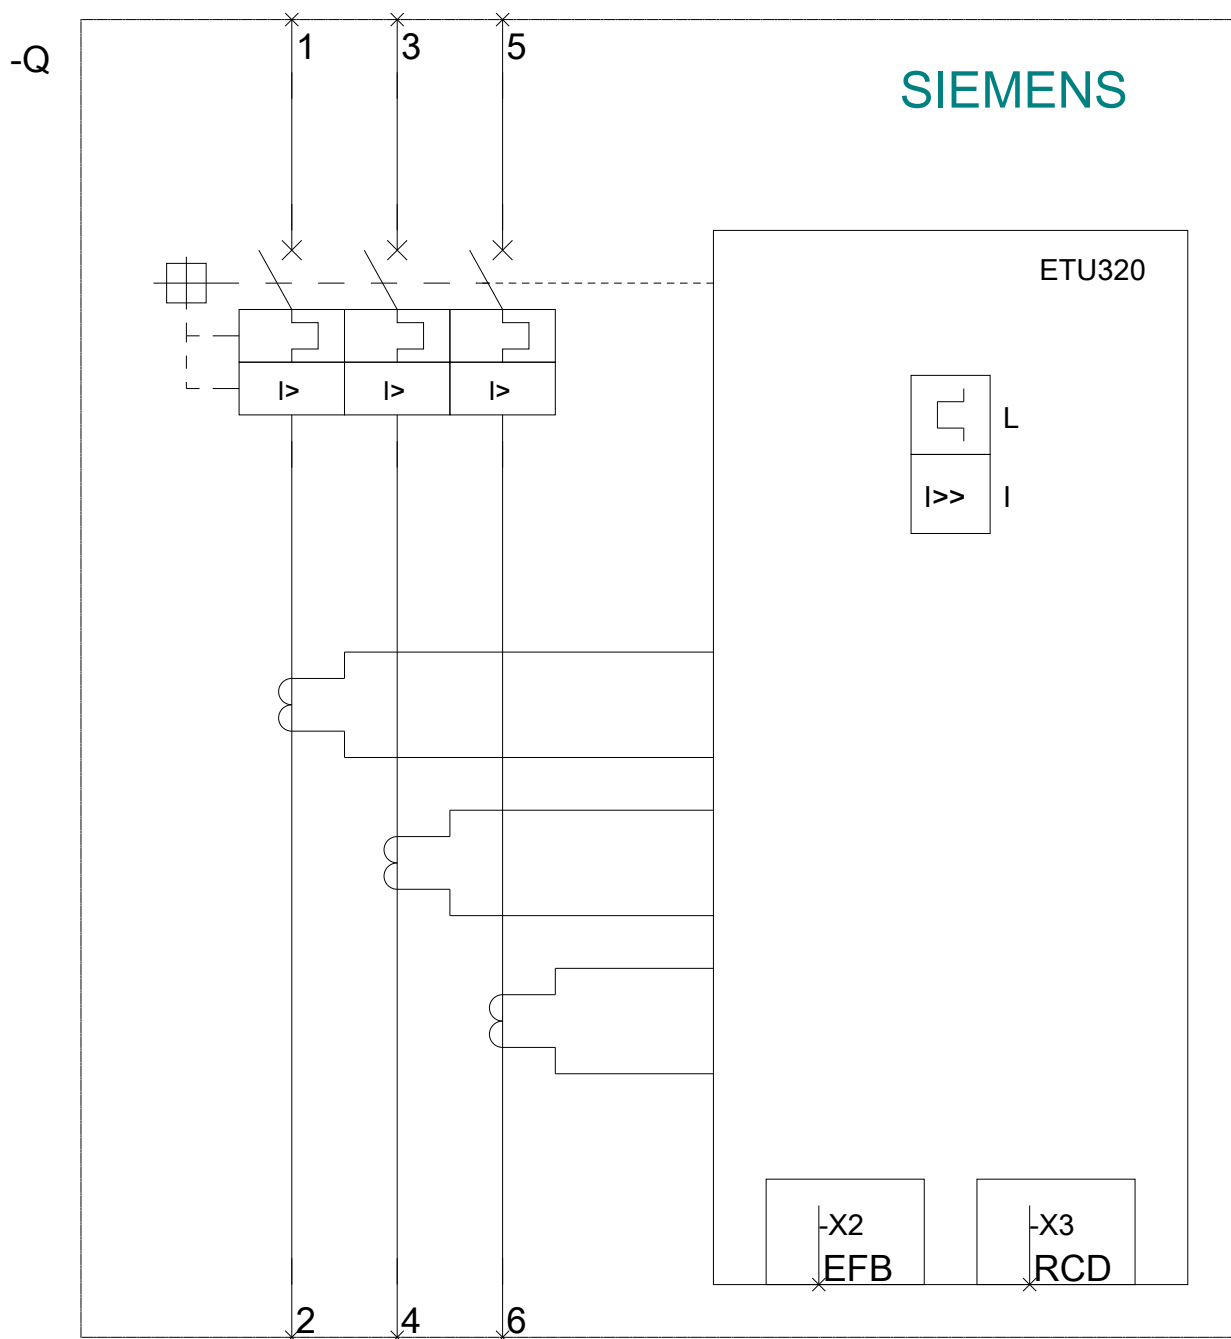 1 3 5
-Q
SIEMENS
ETU320
I> I> I>
L
I>> I
-X2 -X3
EFB RCD
2 4 6